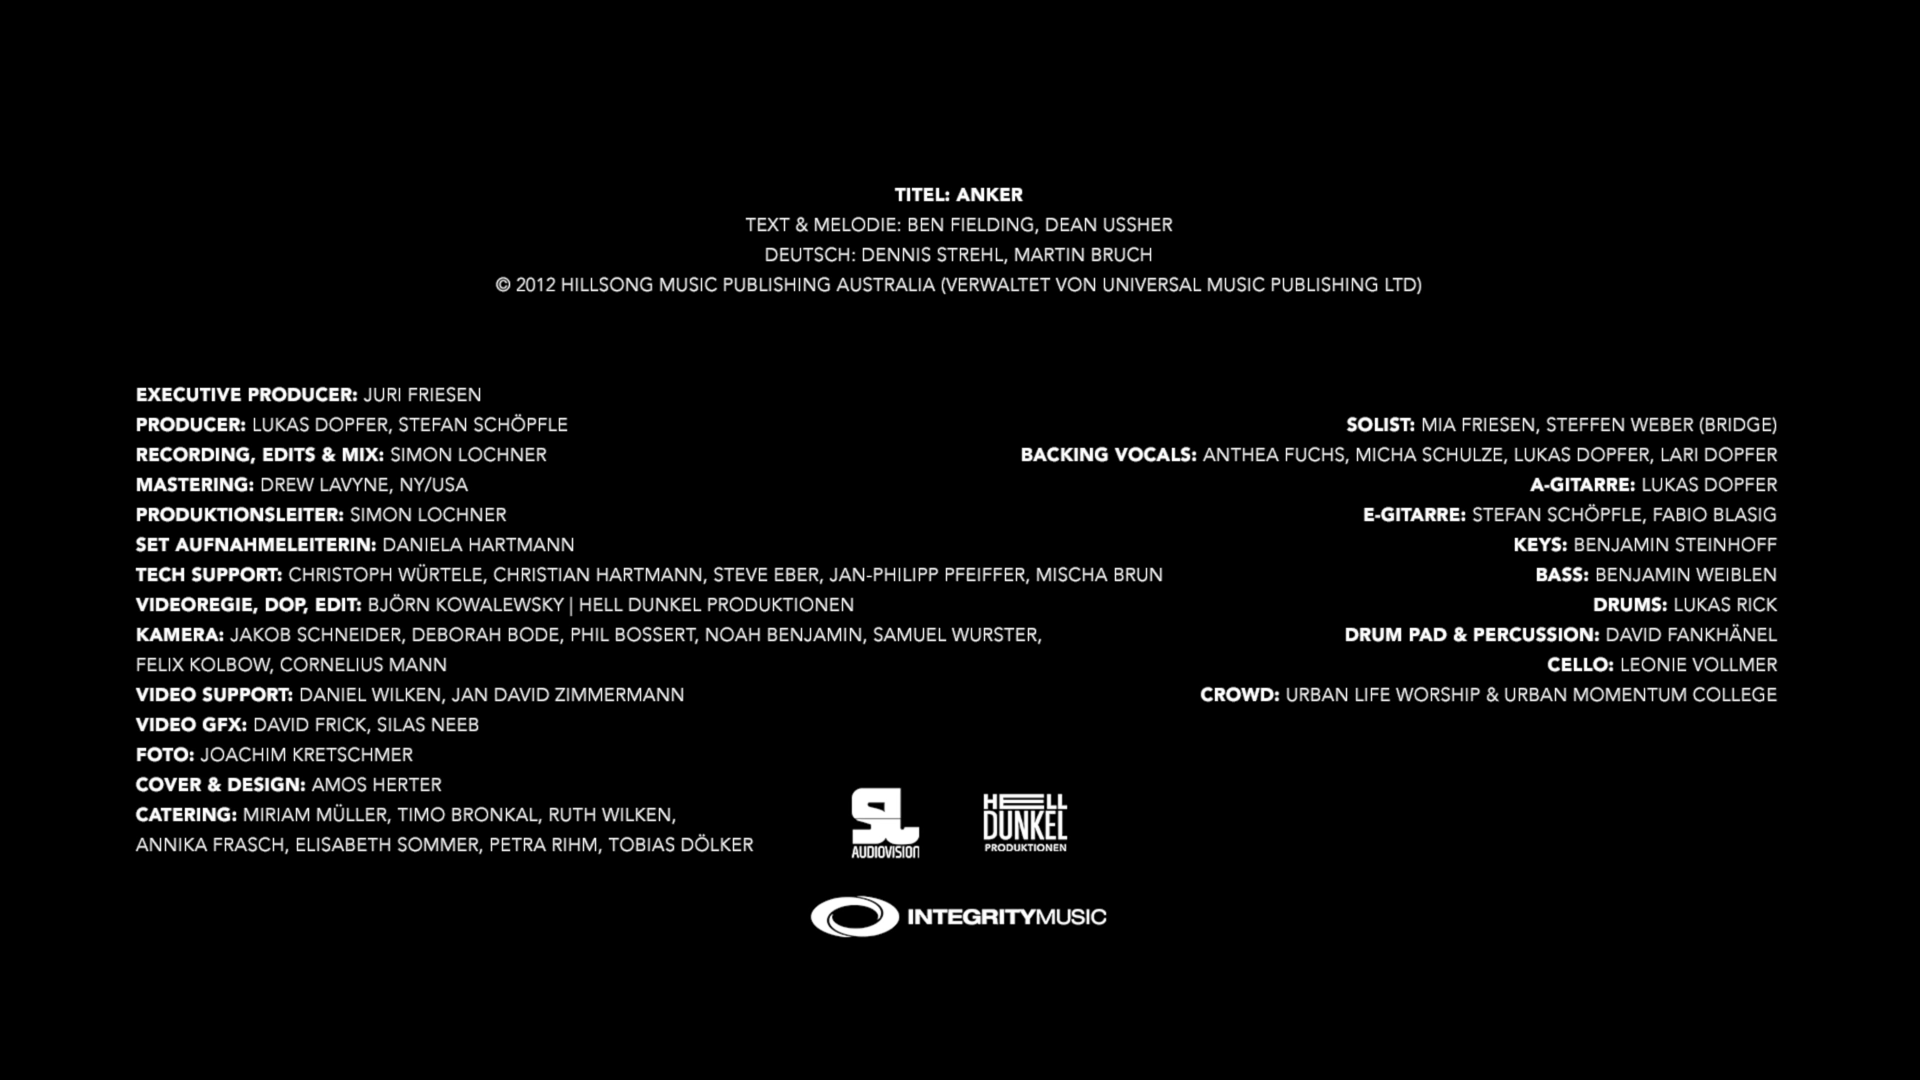 TITEL: ANKER
TEXT & MELODIE: BEN FIELDING, DEAN USSHER
DEUTSCH: DENNIS STREHL, MARTIN BRUCH
© 2012 HILLSONG MUSIC PUBLISHING AUSTRALIA (VERWALTET VON UNIVERSAL MUSIC PUBLISHING LTD)
EXECUTIVE PRODUCER: JURI FRIESEN
PRODUCER: LUKAS DOPFER, STEFAN SCHÖPFLE
RECORDING, EDITS & MIX: SIMON LOCHNER
MASTERING: DREW LAVYNE, NY/USA
PRODUKTIONSLEITER: SIMON LOCHNER
SET AUFNAHMELEITERIN: DANIELA HARTMANN
TECH SUPPORT: CHRISTOPH WÜRTELE, CHRISTIAN HARTMANN, STEVE EBER, JAN-PHILIPP PFEIFFER, MISCHA BRUN
VIDEOREGIE, DOP, EDIT: BJÖRN KOWALEWSKY | HELL DUNKEL PRODUKTIONEN
KAMERA: JAKOB SCHNEIDER, DEBORAH BODE, PHIL BOSSERT, NOAH BENJAMIN, SAMUEL WURSTER,
FELIX KOLBOW, CORNELIUS MANN
VIDEO SUPPORT: DANIEL WILKEN, JAN DAVID ZIMMERMANN
VIDEO GFX: DAVID FRICK, SILAS NEEB
FOTO: JOACHIM KRETSCHMER
COVER & DESIGN: AMOS HERTER
CATERING: MIRIAM MÜLLER, TIMO BRONKAL, RUTH WILKEN,
ANNIKA FRASCH, ELISABETH SOMMER, PETRA RIHM, TOBIAS DÖLKER
SOLIST: MIA FRIESEN, STEFFEN WEBER (BRIDGE)
BACKING VOCALS: ANTHEA FUCHS, MICHA SCHULZE, LUKAS DOPFER, LARI DOPFER
A-GITARRE: LUKAS DOPFER
E-GITARRE: STEFAN SCHÖPFLE, FABIO BLASIG
KEYS: BENJAMIN STEINHOFF
BASS: BENJAMIN WEIBLEN
DRUMS: LUKAS RICK
DRUM PAD & PERCUSSION: DAVID FANKHÄNEL
CELLO: LEONIE VOLLMER
CROWD: URBAN LIFE WORSHIP & URBAN MOMENTUM COLLEGE
SL
AUDIOVISION
HELL
DUNKEL
PRODUKTIONEN
INTEGRITYMUSIC